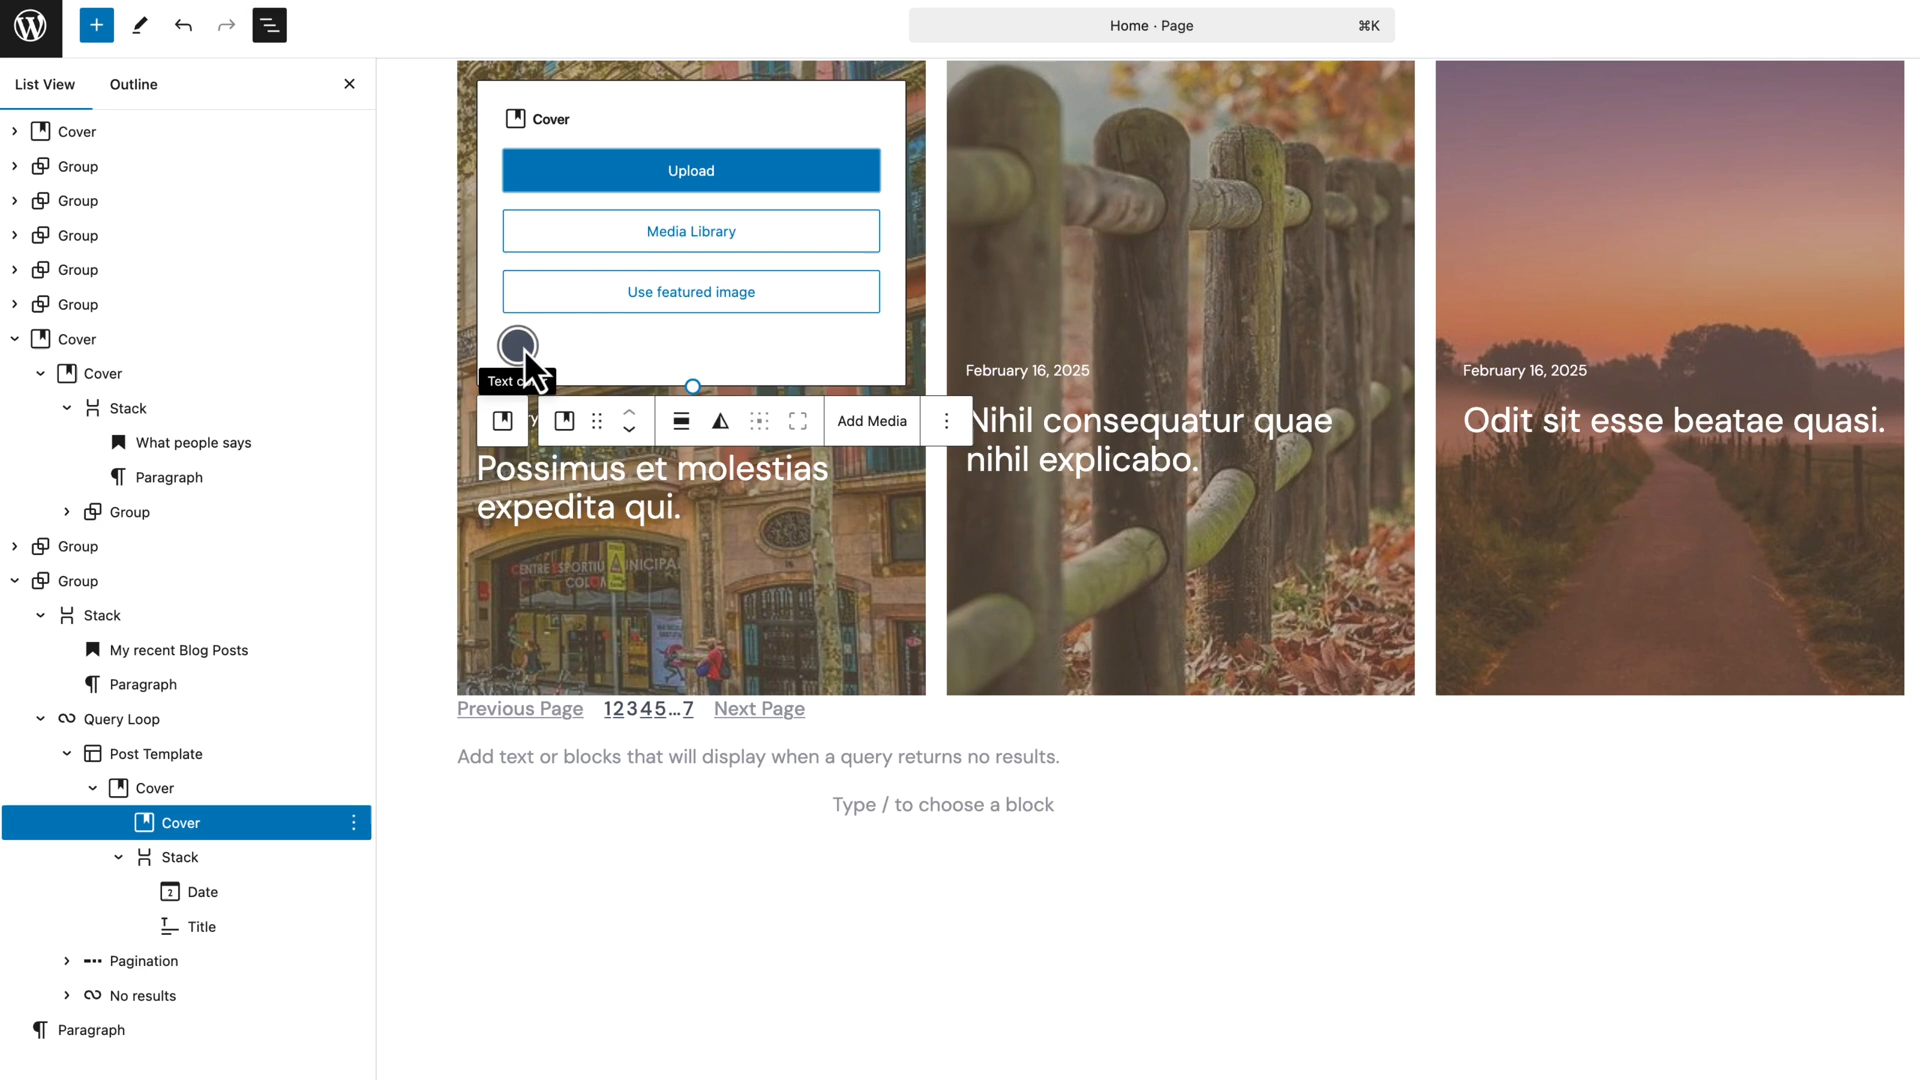 Home · Page
⌘K
List View
Outline
Cover
Group
Group
Group
Group
Group
Cover
Cover
Stack
What people says
Paragraph
Group
Group
Group
Stack
My recent Blog Posts
Paragraph
Query Loop
Post Template
Cover
Cover
Stack
Date
Title
Pagination
No results
Paragraph
Cover
Upload
Media Library
Use featured image
Text
Add Media
Possimus et molestias
expedita qui.
CENTRE ESPORTIU MUNICIPAL
February 16, 2025
Nihil consequatur quae
nihil explicabo.
February 16, 2025
Odit sit esse beatae quasi.
Previous Page
12345...7
Next Page
Add text or blocks that will display when a query returns no results.
Type / to choose a block